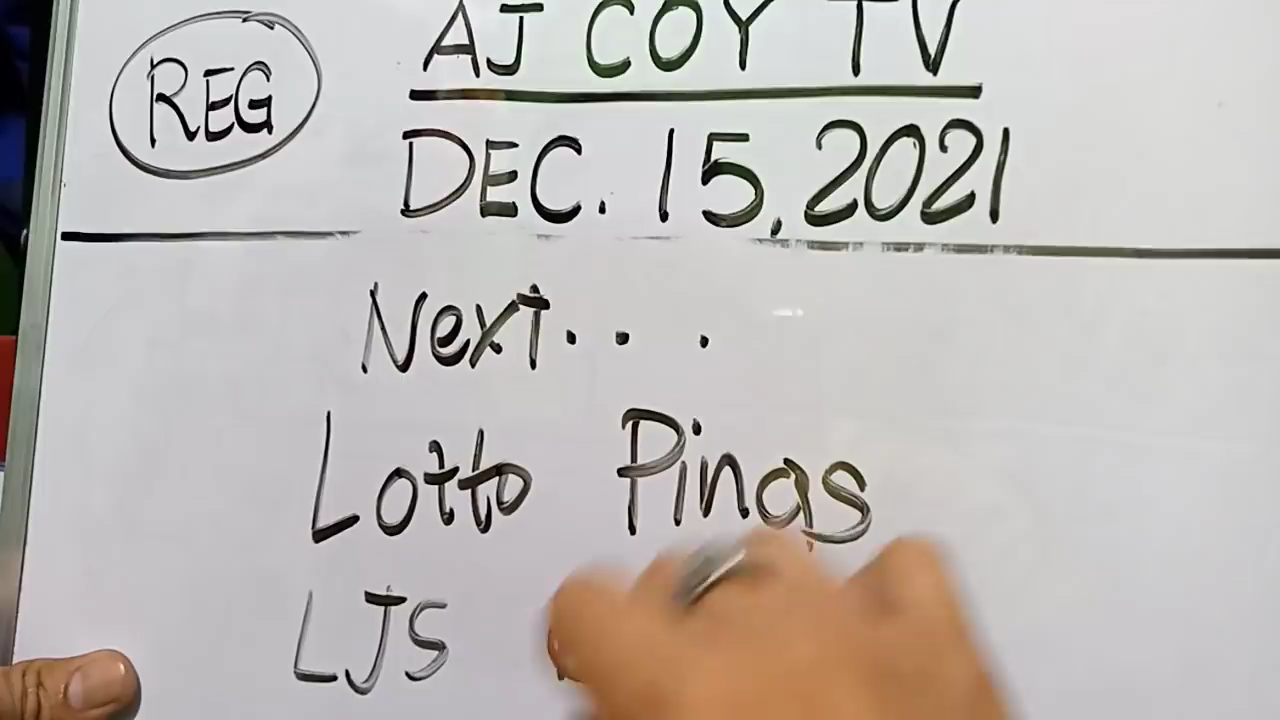 AJ COY TV
REG
DEC. 15, 2021
Next. . .
Lotto Pinas
LJS